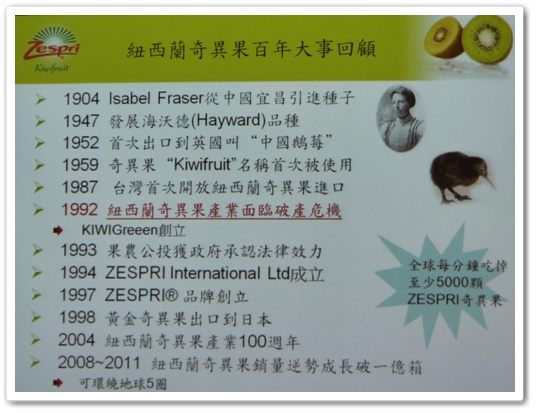 Zespri
Kiwifruit
紐西蘭奇異果百年大事回顧
1904 Isabel Fraser從中國宜昌引進種子
1947 發展海沃德(Hayward)品種
1952 首次出口到英國叫“中國鵝莓”
1959 奇異果“Kiwifruit”名稱首次被使用
1987 台灣首次開放紐西蘭奇異果進口
1992 紐西蘭奇異果產業面臨破產危機
KIWIGreeen創立
1993 果農公投獲政府承認法律效力
1994 ZESPRI International Ltd成立
1997 ZESPRI® 品牌創立
1998 黃金奇異果出口到日本
2004 紐西蘭奇異果產業100週年
2008~2011 紐西蘭奇異果銷量逆勢成長破一億箱
可環繞地球5圈
全球每分鐘吃掉
至少5000顆
ZESPRI奇異果